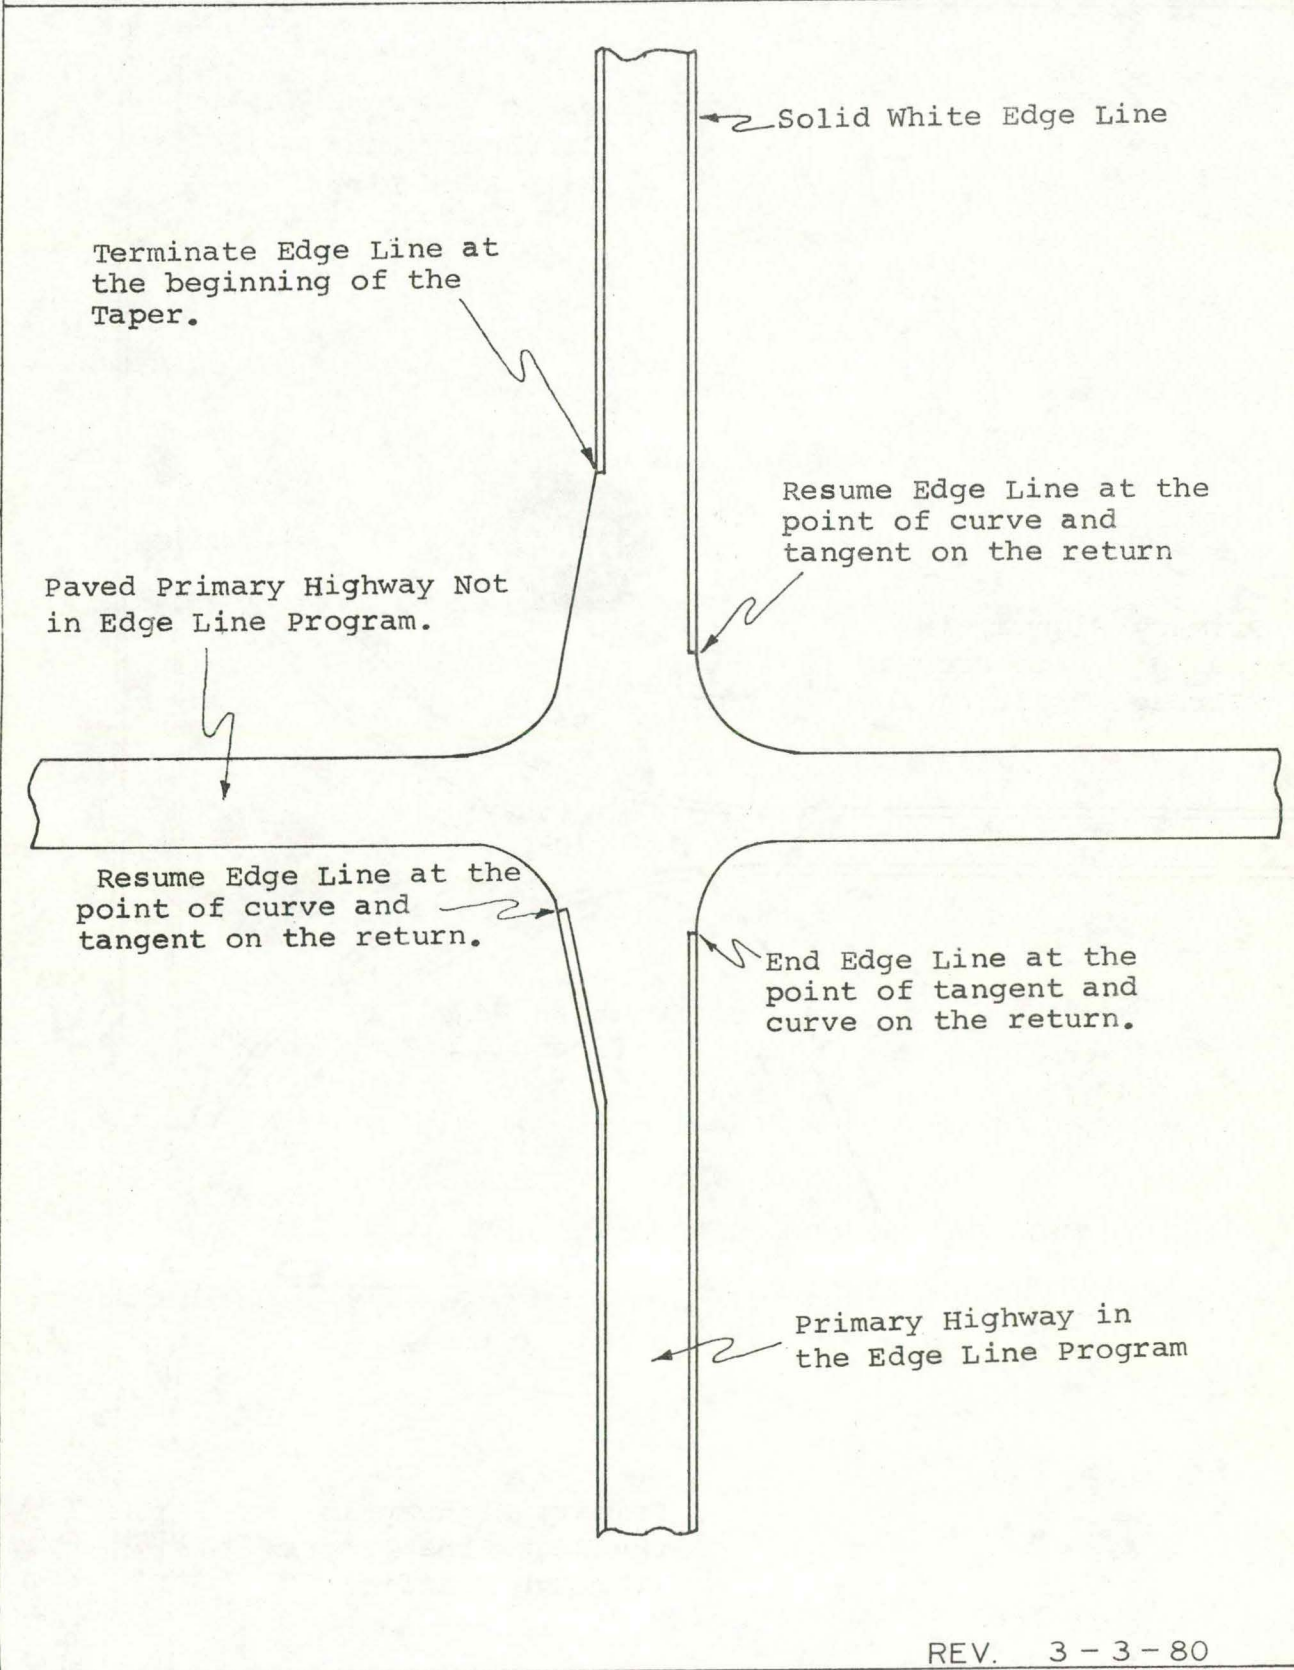 Solid White Edge Line
Terminate Edge Line at
the beginning of the
Taper.
Resume Edge Line at the
point of curve and
tangent on the return
Paved Primary Highway Not
in Edge Line Program.
Resume Edge Line at the
point of curve and
tangent on the return.
End Edge Line at the
point of tangent and
curve on the return.
Primary Highway in
the Edge Line Program
REV. 3-3-80